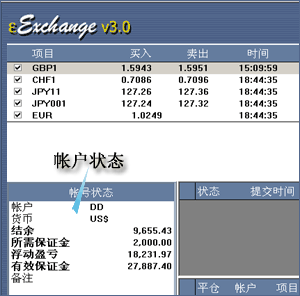 εExchange v3.0
项目 买入 卖出 时间
GBP1 1.5943 1.5951 15:09:59
CHF1 0.7086 0.7096 18:44:35
JPY11 127.26 127.36 18:44:35
JPY001 127.24 127.32 18:44:35
EUR 1.0249 18:44:35
帐户状态
帐号状态
帐户 DD
货币 US$
结余 9,655.43
所需保证金 2,000.00
浮动盈亏 18,231.97
有效保证金 27,887.40
备注
状态 提交时间
平仓 帐户 项目